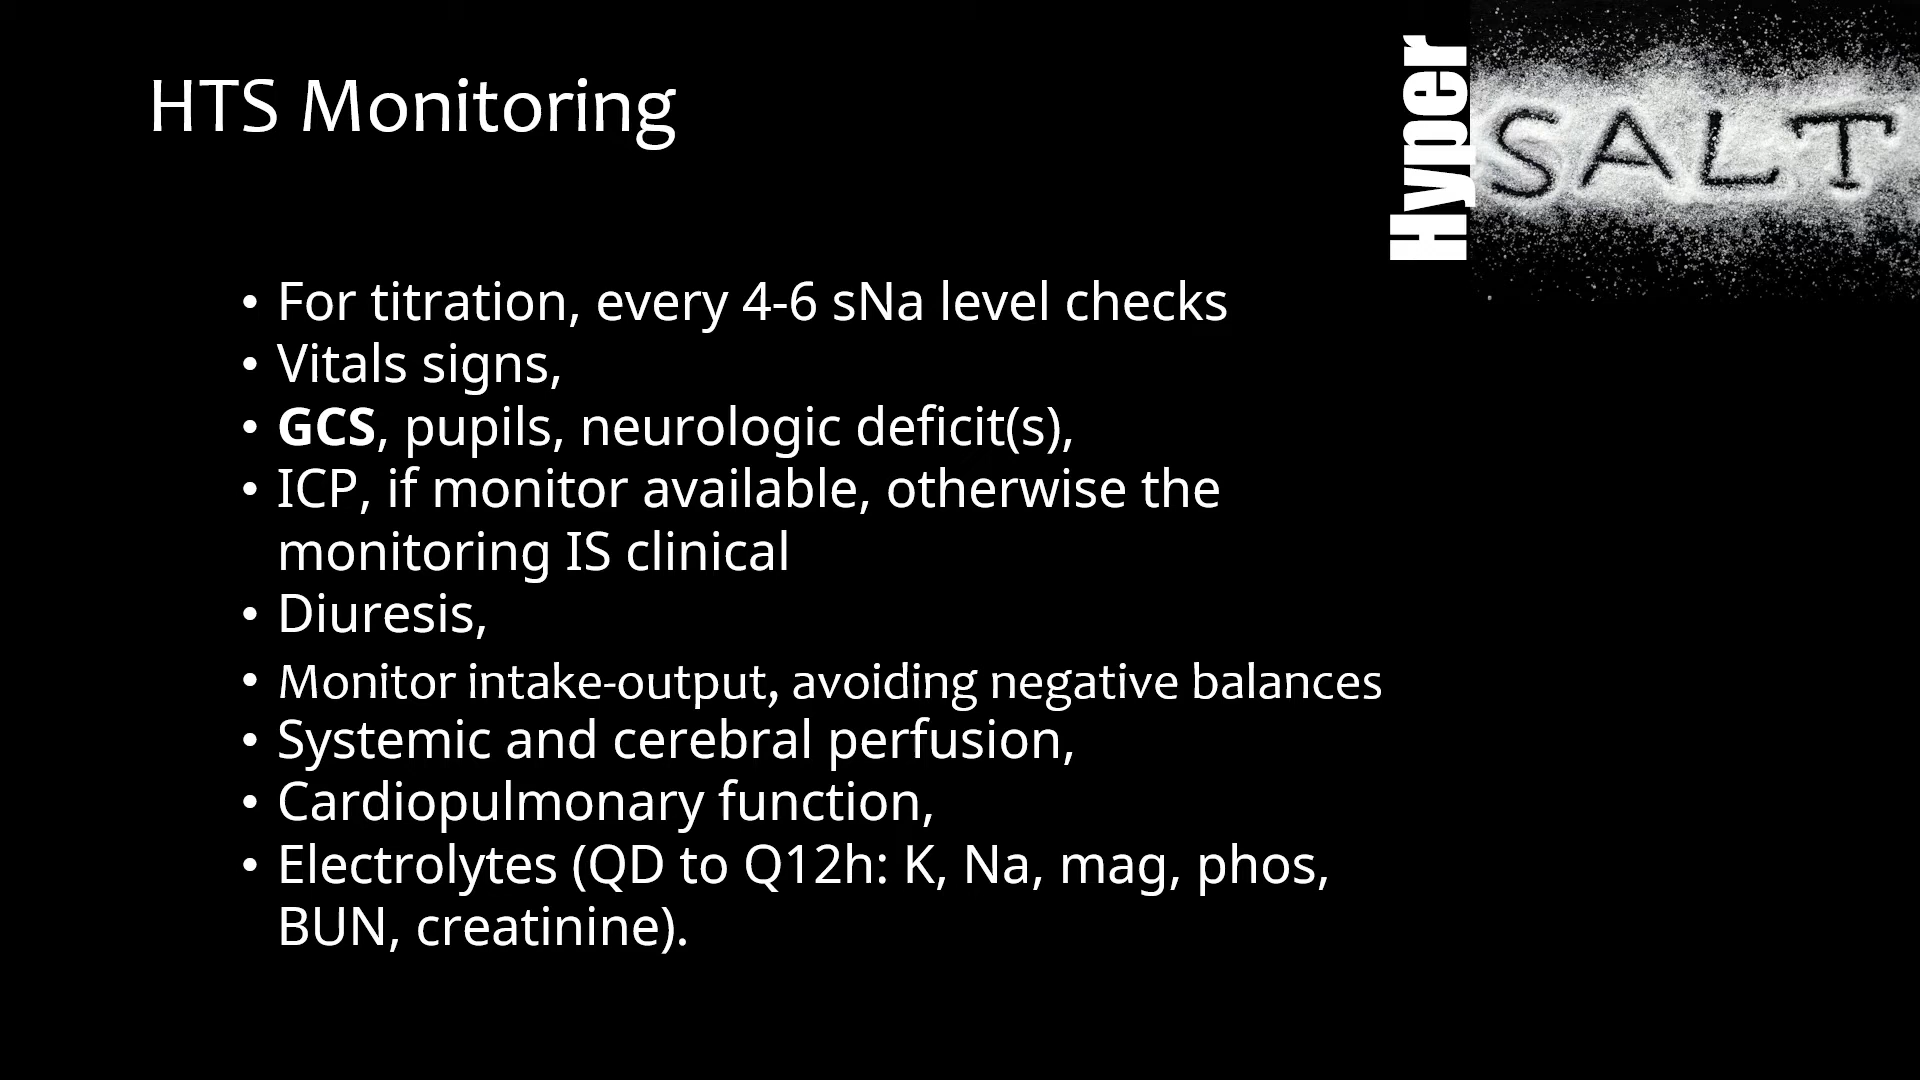 HTS Monitoring
Hyper
SALT
• For titration, every 4-6 sNa level checks
• Vitals signs,
• GCS, pupils, neurologic deficit(s),
• ICP, if monitor available, otherwise the
monitoring IS clinical
• Diuresis,
• Monitor intake-output, avoiding negative balances
• Systemic and cerebral perfusion,
• Cardiopulmonary function,
• Electrolytes (QD to Q12h: K, Na, mag, phos,
BUN, creatinine).